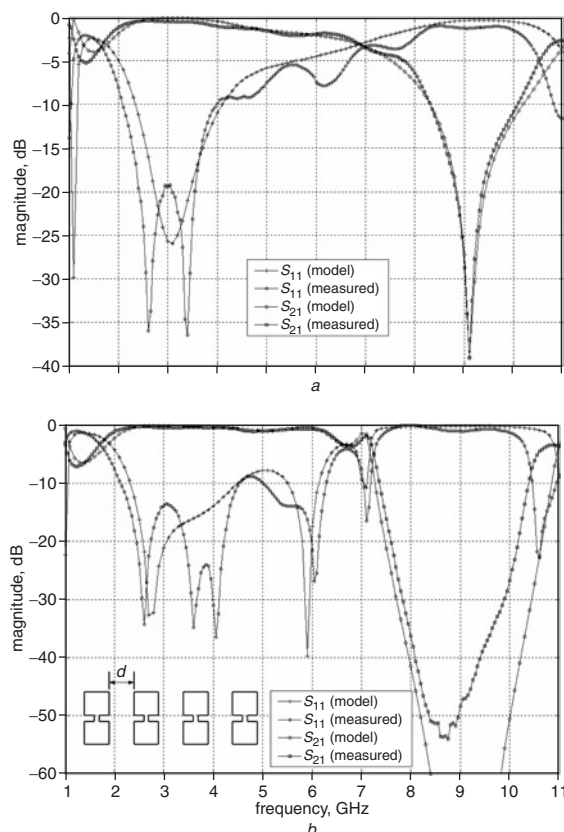 0
−5
−10
−15
−20
−25
−30
−35
−40
magnitude, dB
S11 (model)
S11 (measured)
S21 (model)
S21 (measured)
a
0
−10
−20
−30
−40
−50
−60
magnitude, dB
d
S11 (model)
S11 (measured)
S21 (model)
S21 (measured)
1 2 3 4 5 6 7 8 9 10 11
frequency, GHz
b